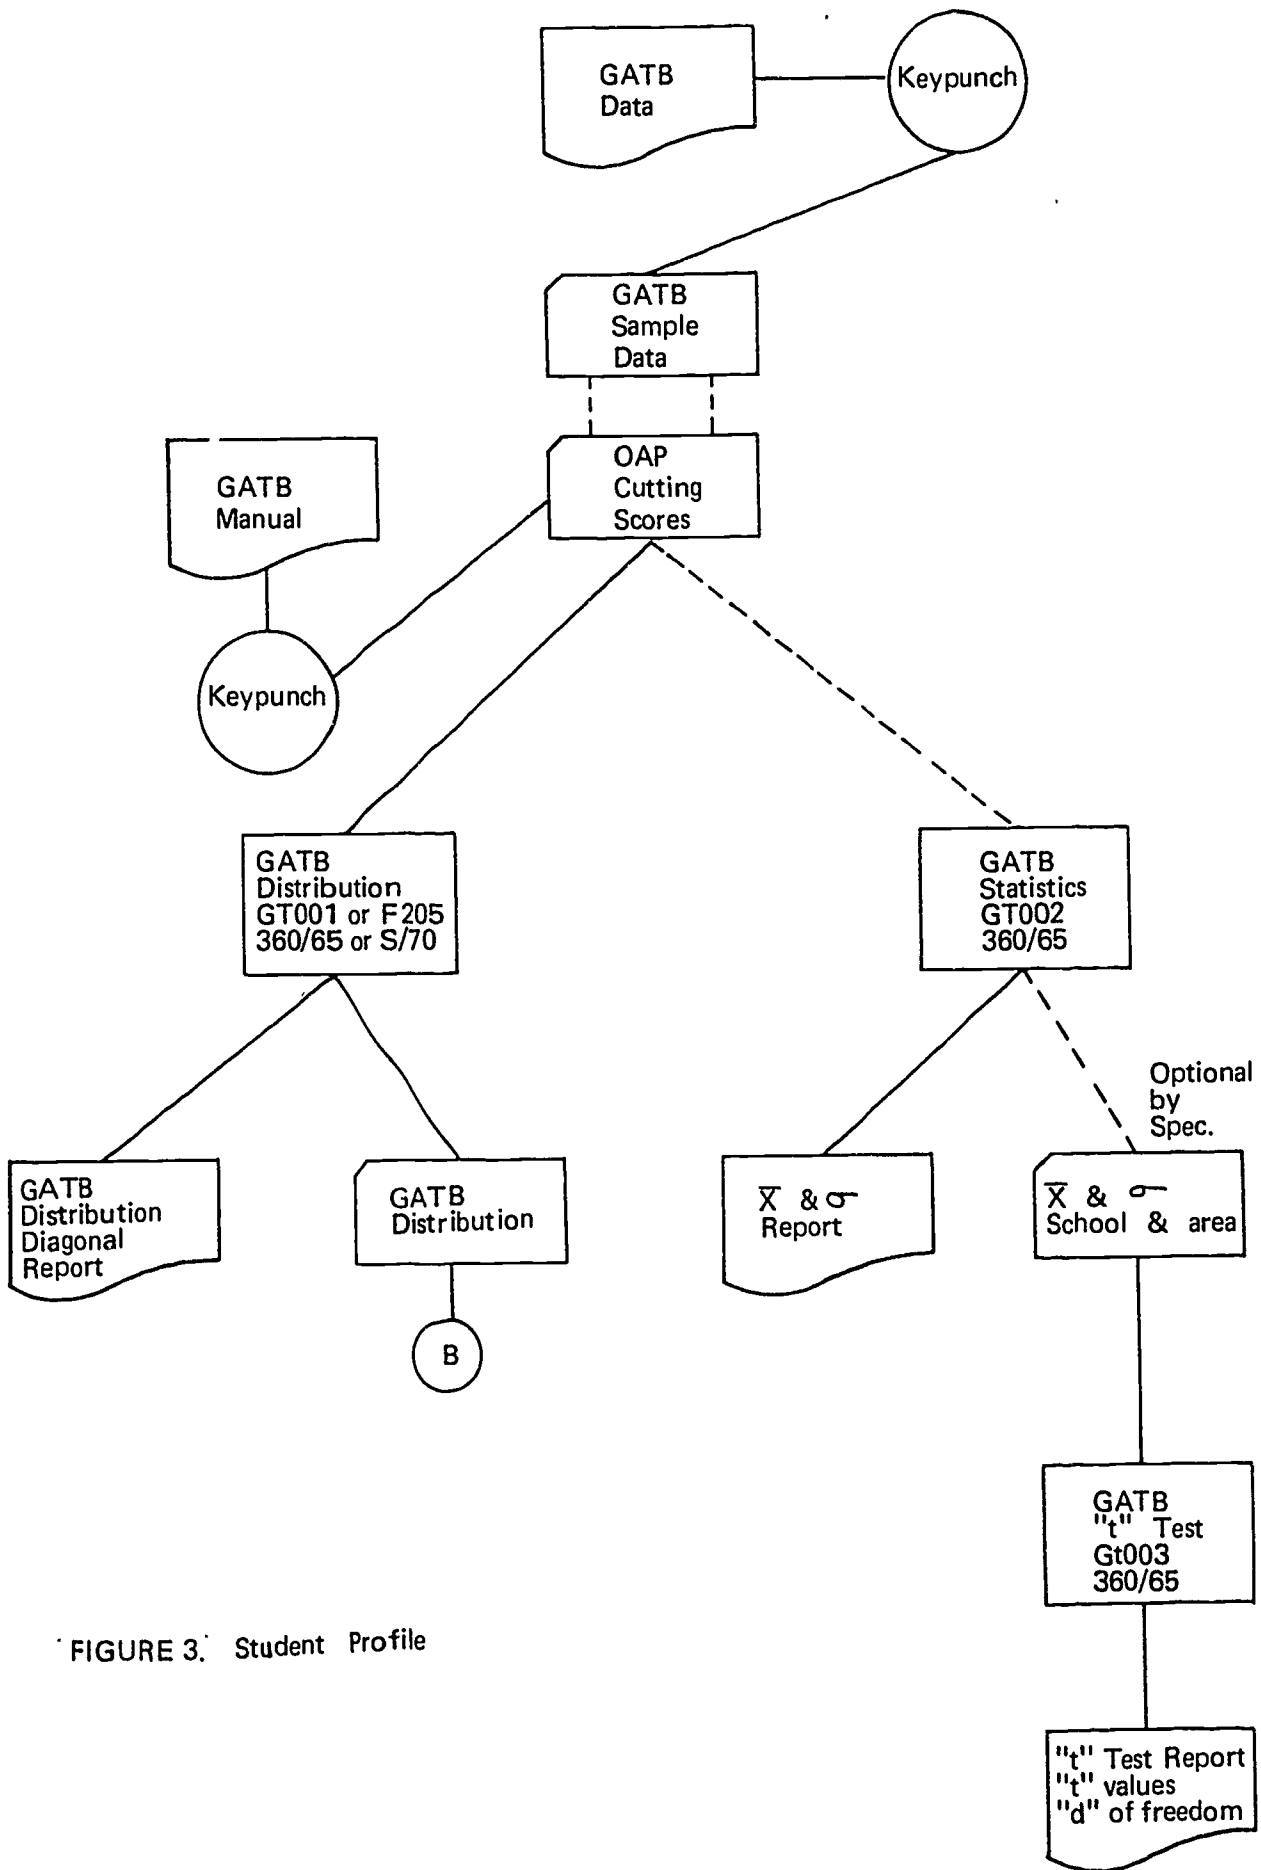 GATB
Data
Keypunch
GATB
Sample
Data
OAP
Cutting
Scores
GATB
Manual
Keypunch
GATB
Distribution
GT001 or F205
360/65 or S/70
GATB
Statistics
GT002
360/65
Optional
by
Spec.
GATB
Distribution
Diagonal
Report
GATB
Distribution
B
X̅ & σ
Report
X̅ & σ
School & area
GATB
"t" Test
Gt003
360/65
FIGURE 3. Student Profile
"t" Test Report
"t" values
"d" of freedom